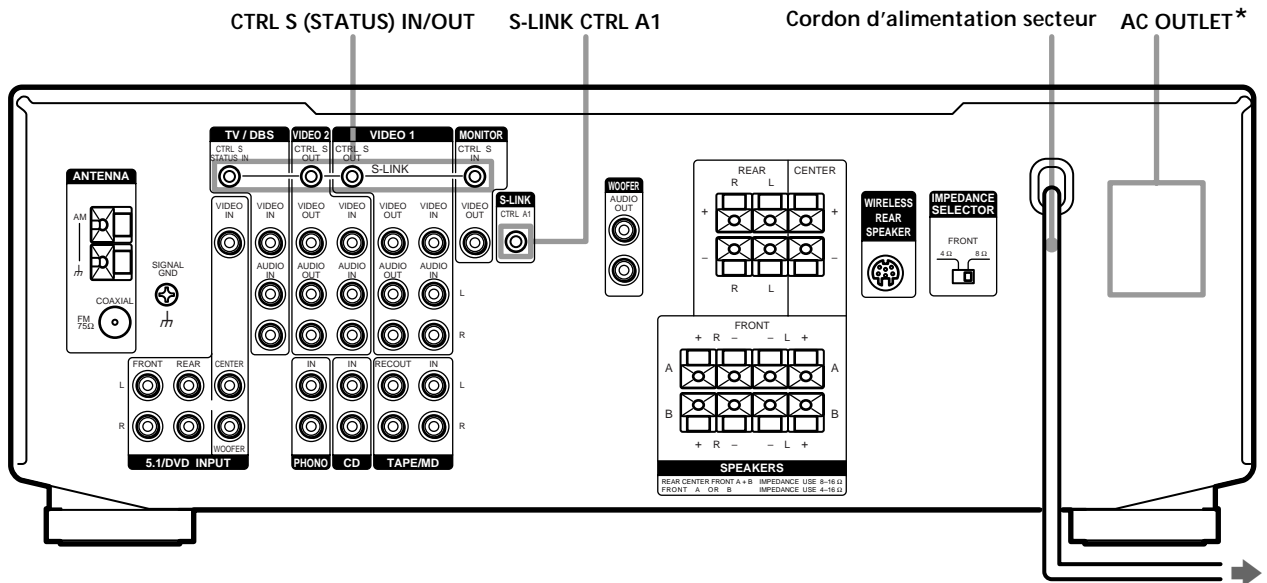 CTRL S (STATUS) IN/OUT S-LINK CTRL A1 Cordon d'alimentation secteur AC OUTLET*
TV / DBS VIDEO 2 VIDEO 1 MONITOR
CTRL S STATUS IN
CTRL S OUT
CTRL S OUT
S-LINK
CTRL S IN
ANTENNA
AM
COAXIAL
FM 75Ω
SIGNAL GND
VIDEO IN
VIDEO IN
VIDEO OUT
VIDEO IN
VIDEO OUT
VIDEO IN
VIDEO OUT
AUDIO IN
AUDIO OUT
AUDIO IN
AUDIO OUT
AUDIO IN
L
R
S-LINK
CTRL A1
FRONT REAR CENTER
L
R
WOOFER
5.1/DVD INPUT
IN
PHONO
IN
CD
RECOUT IN
L
R
TAPE/MD
WOOFER
AUDIO OUT
REAR CENTER
R L
+ +
– –
R L
FRONT
+ R – – L +
A A
B B
+ R – – L +
SPEAKERS
REAR CENTER FRONT A + B IMPEDANCE USE 8–16 Ω
FRONT A OR B IMPEDANCE USE 4–16 Ω
WIRELESS
REAR
SPEAKER
IMPEDANCE
SELECTOR
FRONT
4 Ω 8 Ω